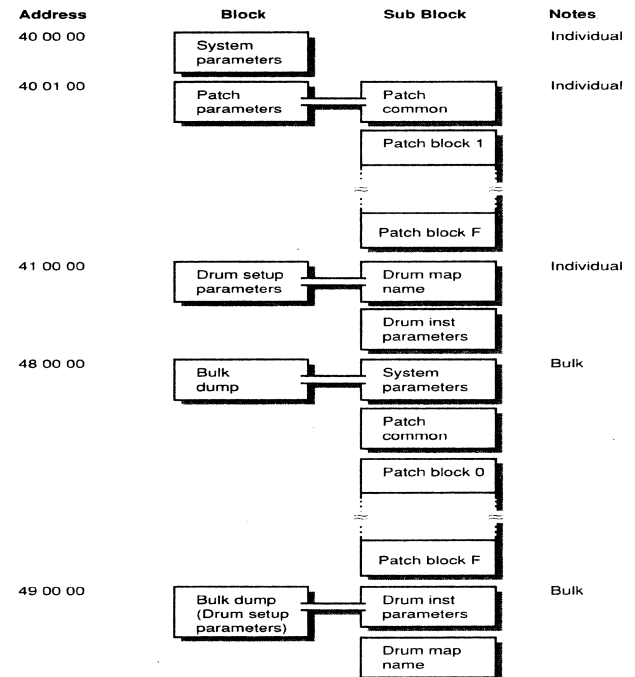 Address Block Sub Block Notes
40 00 00 System parameters Individual
40 01 00 Patch parameters Patch common Individual
Patch block 1
Patch block F
41 00 00 Drum setup parameters Drum map name Individual
Drum inst parameters
48 00 00 Bulk dump System parameters Bulk
Patch common
Patch block 0
Patch block F
49 00 00 Bulk dump (Drum setup parameters) Drum inst parameters Bulk
Drum map name